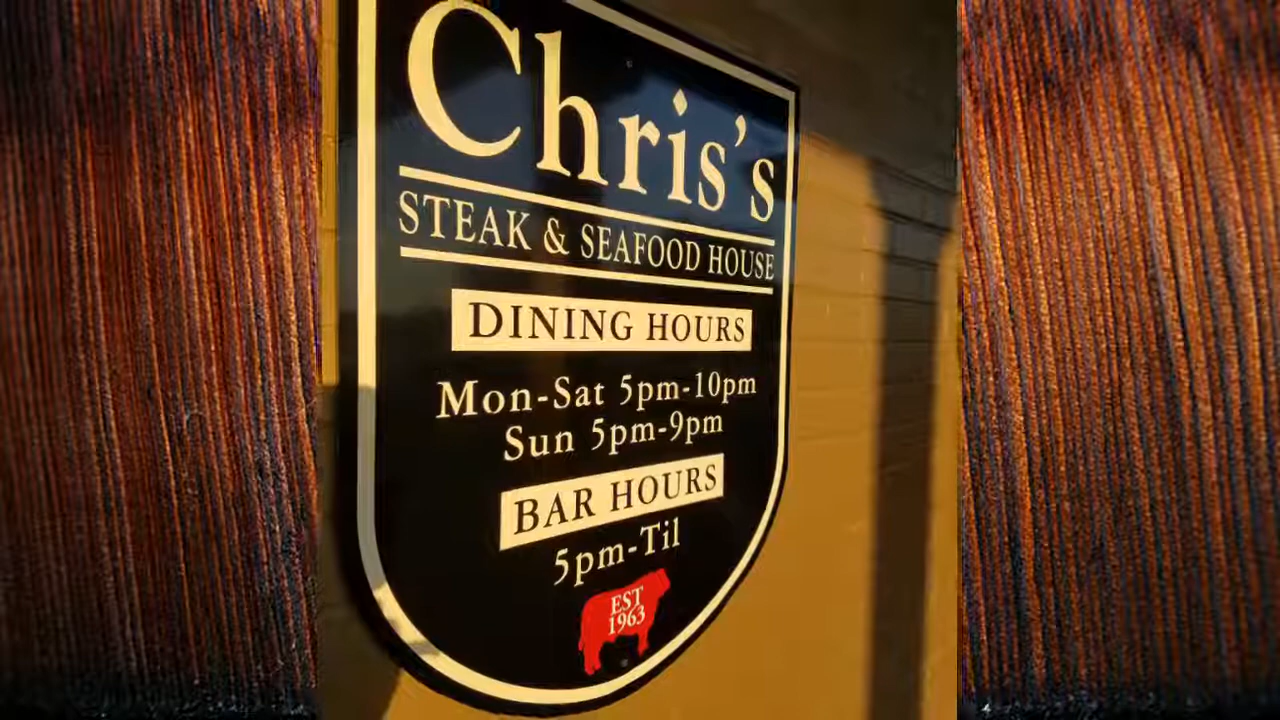 Chris's
STEAK & SEAFOOD HOUSE
DINING HOURS
Mon-Sat 5pm-10pm
Sun 5pm-9pm
BAR HOURS
5pm-Til
EST
1963